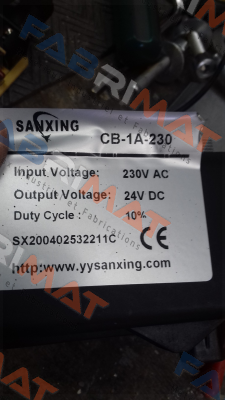 SANXING
CB-1A-230
Input Voltage: 230V AC
Output Voltage: 24V DC
Duty Cycle : 10%
SX200402532211C CE
http:www.yysanxing.com
FABRIMAT
FABRIMAT